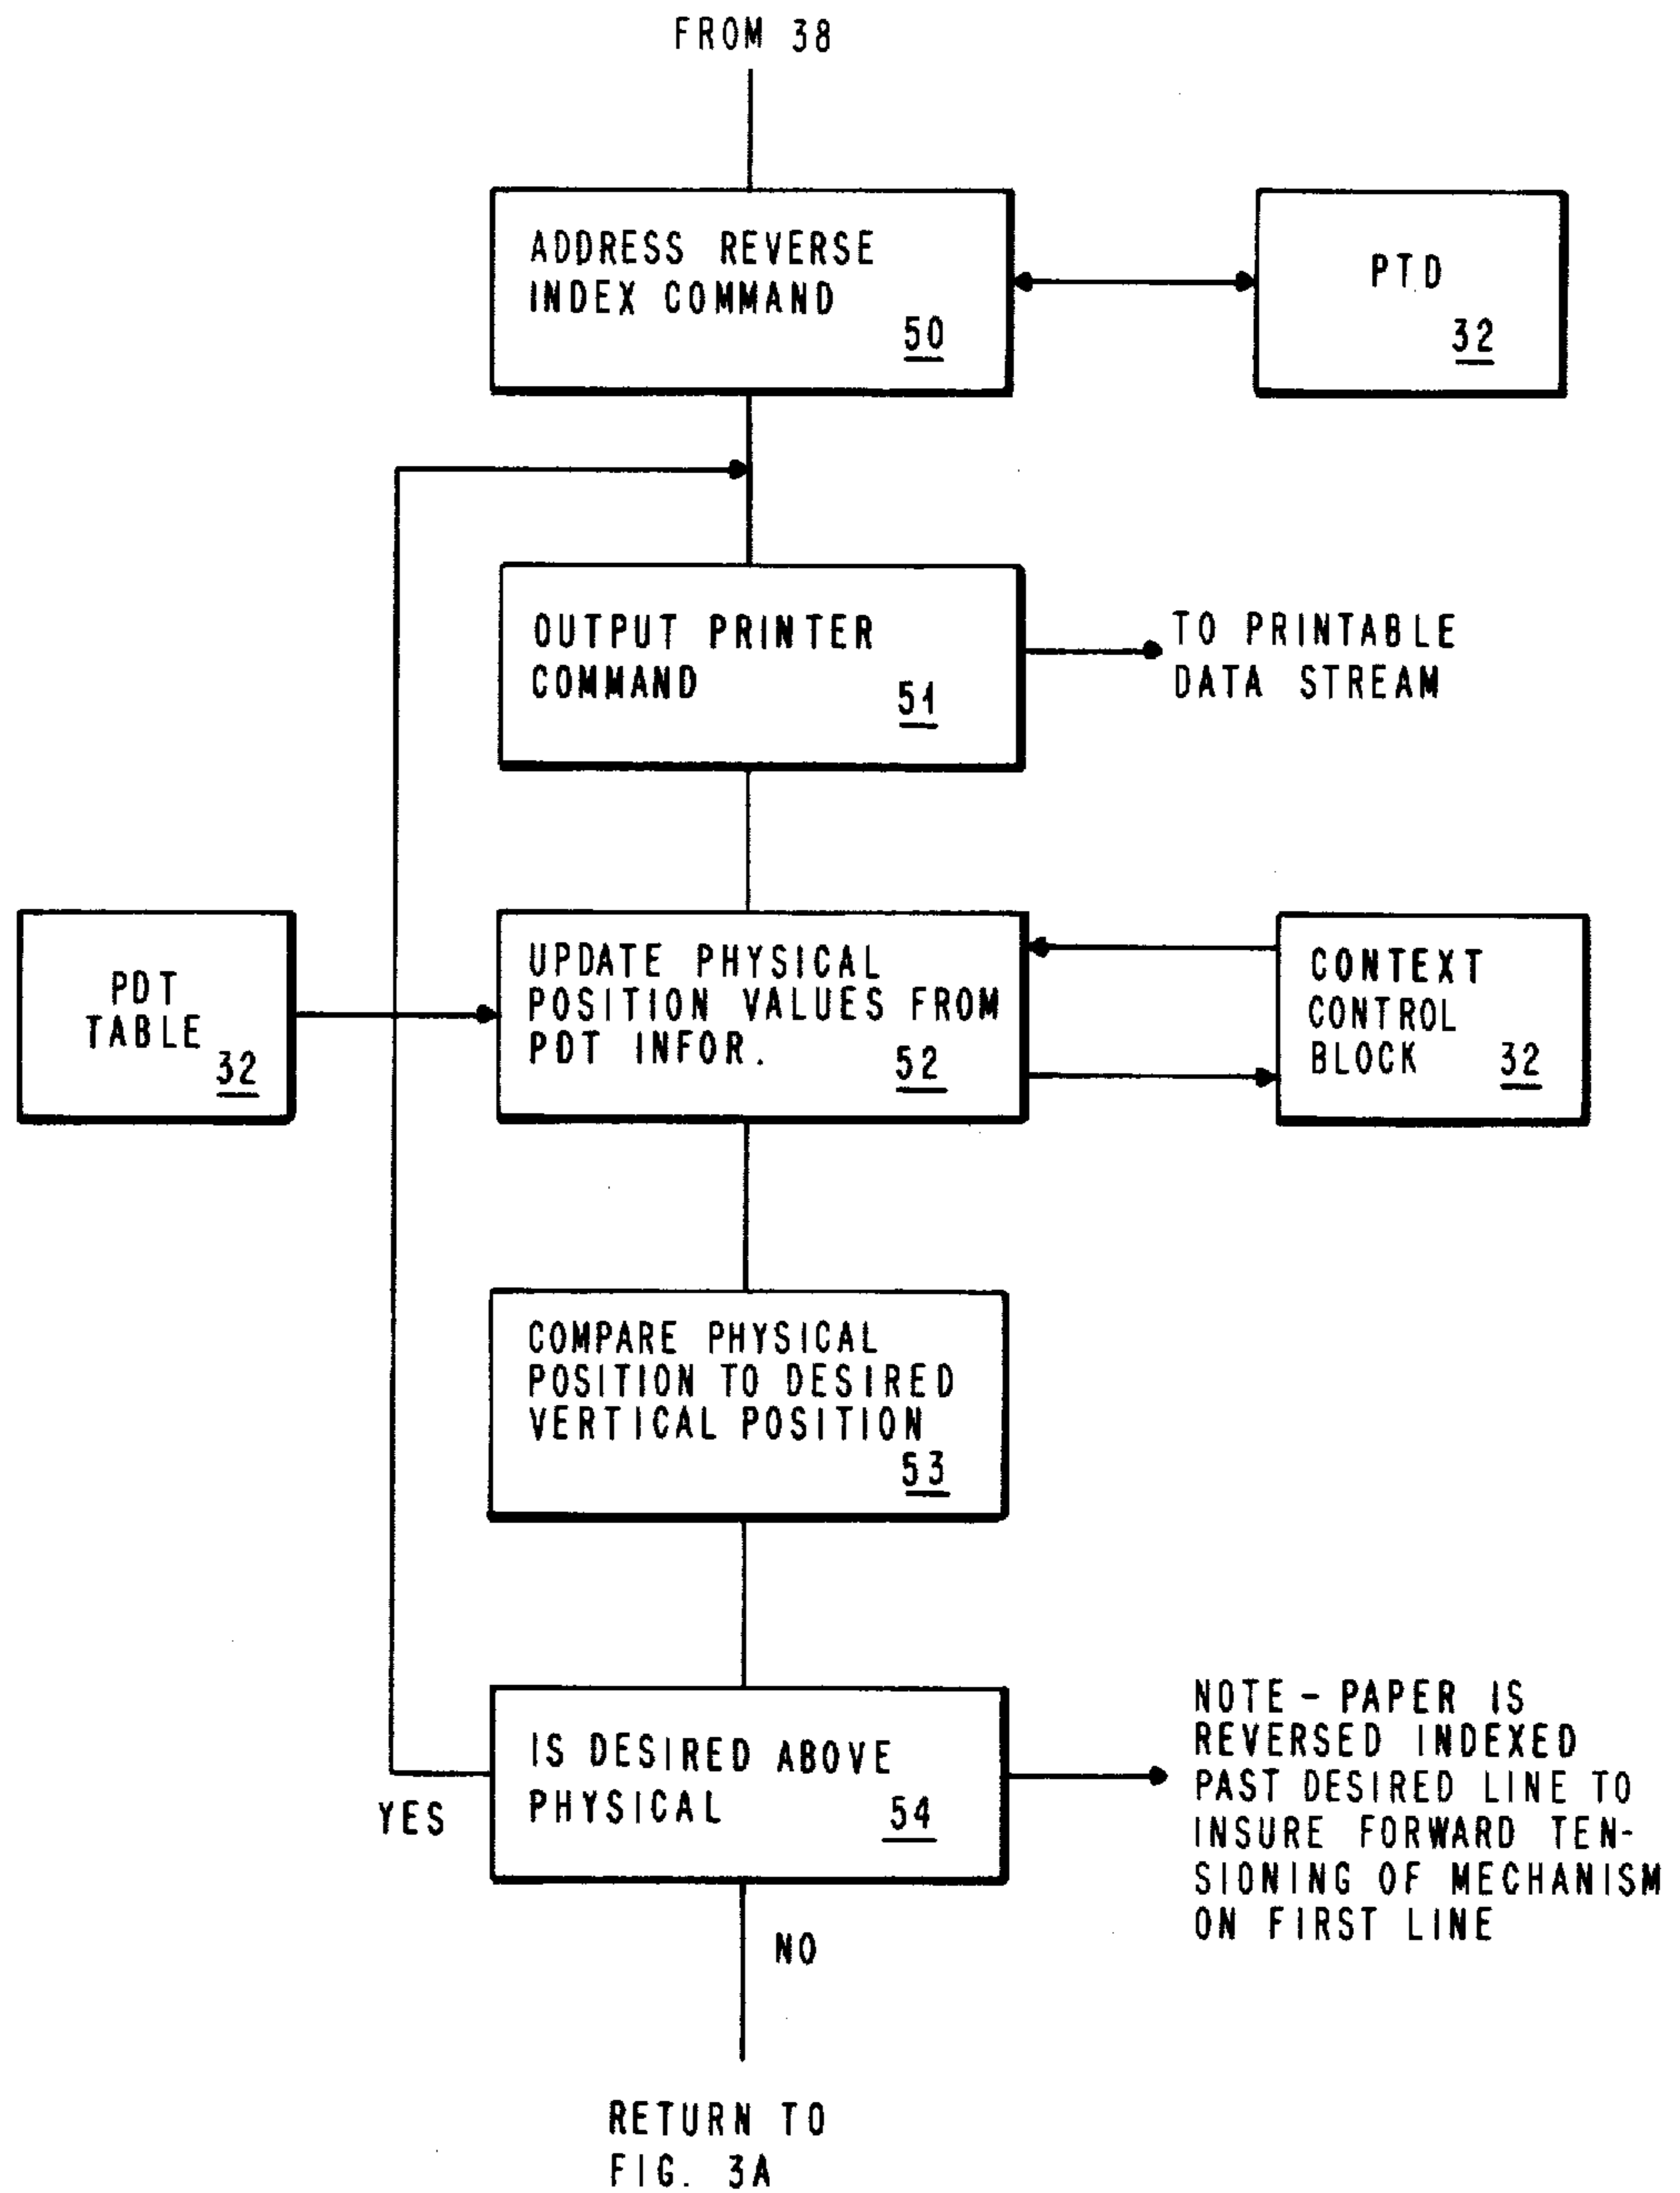 FROM 38
ADDRESS REVERSE
INDEX COMMAND
50
PTD
32
OUTPUT PRINTER
COMMAND
51
TO PRINTABLE
DATA STREAM
PDT
TABLE
32
UPDATE PHYSICAL
POSITION VALUES FROM
PDT INFOR.
52
CONTEXT
CONTROL
BLOCK 32
COMPARE PHYSICAL
POSITION TO DESIRED
VERTICAL POSITION
53
IS DESIRED ABOVE
PHYSICAL
54
YES
NOTE - PAPER IS
REVERSED INDEXED
PAST DESIRED LINE TO
INSURE FORWARD TEN-
SIONING OF MECHANISM
ON FIRST LINE
NO
RETURN TO
FIG. 3A